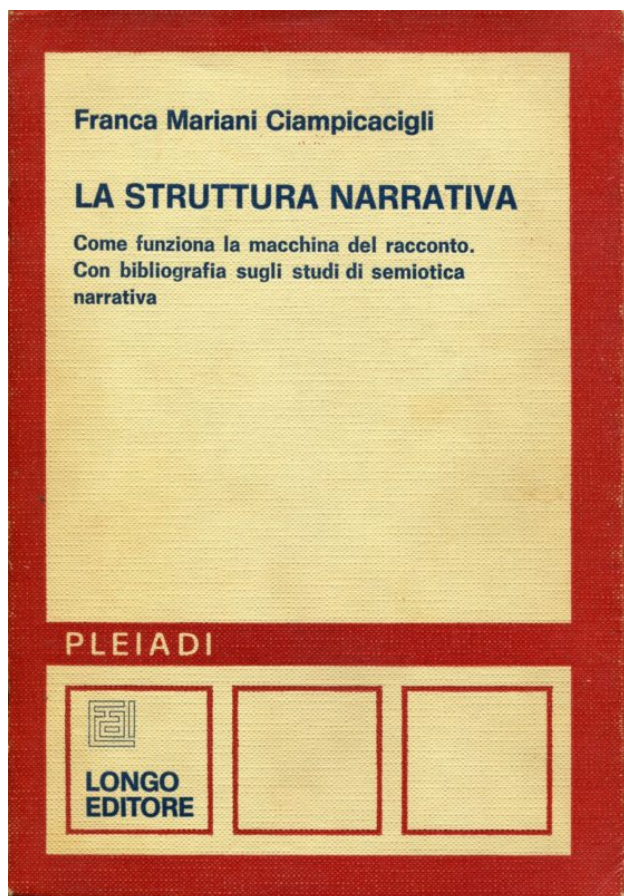 Franca Mariani Ciampicacigli
LA STRUTTURA NARRATIVA
Come funziona la macchina del racconto.
Con bibliografia sugli studi di semiotica
narrativa
PLEIADI
LONGO
EDITORE